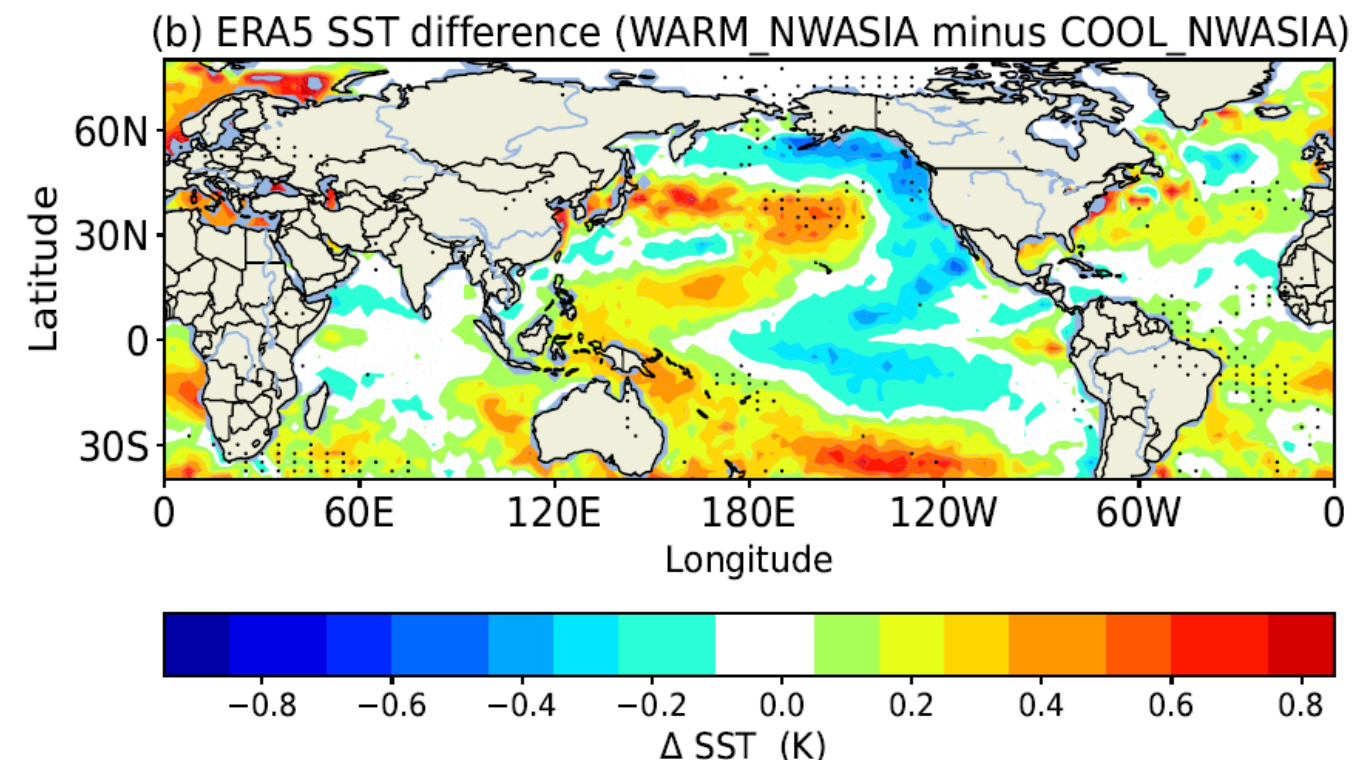 (b) ERA5 SST difference (WARM_NWASIA minus COOL_NWASIA)
Latitude
60N
30N
0
30S
0 60E 120E 180E 120W 60W 0
Longitude
−0.8 −0.6 −0.4 −0.2 0.0 0.2 0.4 0.6 0.8
Δ SST (K)